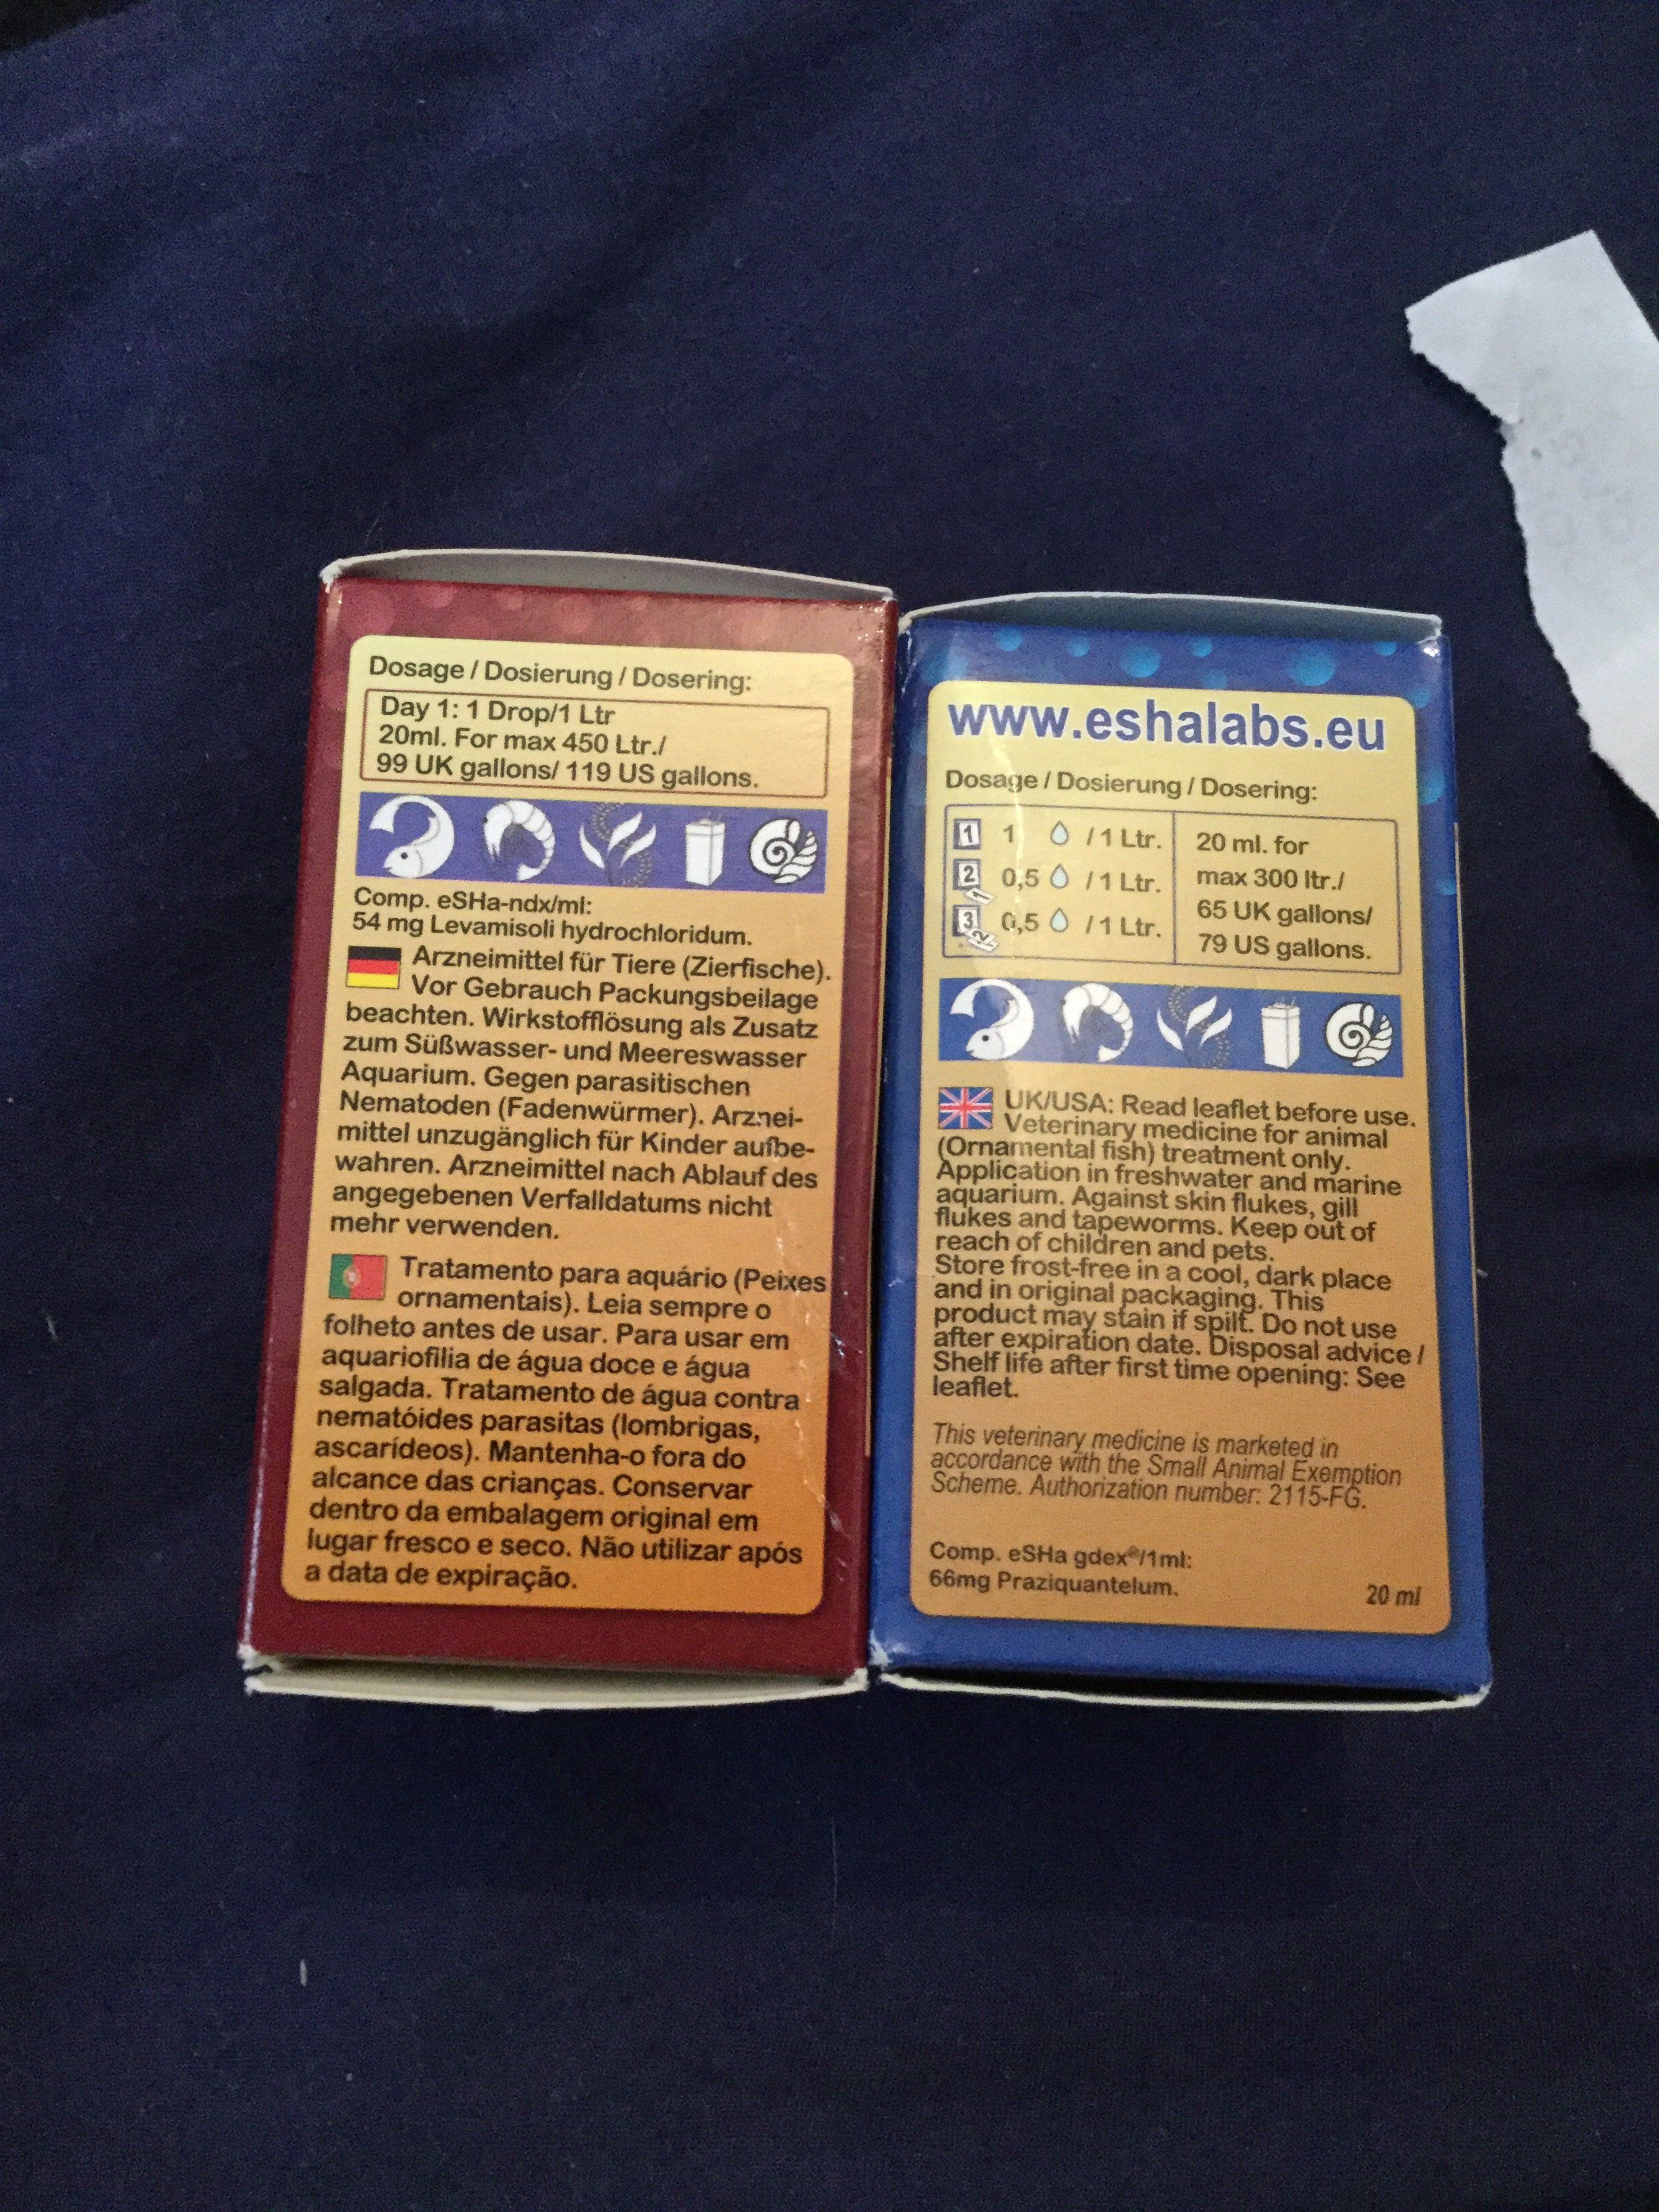 Dosage / Dosierung / Dosering:
Day 1: 1 Drop/1 Ltr
20ml. For max 450 Ltr./
99 UK gallons/ 119 US gallons.
Comp. eSHa-ndx/ml:
54 mg Levamisoli hydrochloridum.
Arzneimittel für Tiere (Zierfische).
Vor Gebrauch Packungsbeilage
beachten. Wirkstofflösung als Zusatz
zum Süßwasser- und Meereswasser
Aquarium. Gegen parasitischen
Nematoden (Fadenwürmer). Arznei-
mittel unzugänglich für Kinder aufbe-
wahren. Arzneimittel nach Ablauf des
angegebenen Verfalldatums nicht
mehr verwenden.
Tratamento para aquário (Peixes
ornamentais). Leia sempre o
folheto antes de usar. Para usar em
aquariofilia de água doce e água
salgada. Tratamento de água contra
nematóides parasitas (lombrigas,
ascarídeos). Mantenha-o fora do
alcance das crianças. Conservar
dentro da embalagem original em
lugar fresco e seco. Não utilizar após
a data de expiração.
www.eshalabs.eu
Dosage / Dosierung / Dosering:
1 1 / 1 Ltr.
2 1 0,5 / 1 Ltr.
3 2 0,5 / 1 Ltr.
20 ml. for
max 300 ltr./
65 UK gallons/
79 US gallons.
UK/USA: Read leaflet before use.
Veterinary medicine for animal
(Ornamental fish) treatment only.
Application in freshwater and marine
aquarium. Against skin flukes, gill
flukes and tapeworms. Keep out of
reach of children and pets.
Store frost-free in a cool, dark place
and in original packaging. This
product may stain if spilt. Do not use
after expiration date. Disposal advice /
Shelf life after first time opening: See
leaflet.
This veterinary medicine is marketed in
accordance with the Small Animal Exemption
Scheme. Authorization number: 2115-FG.
Comp. eSHa gdex®/1ml:
66mg Praziquantelum.
20 ml